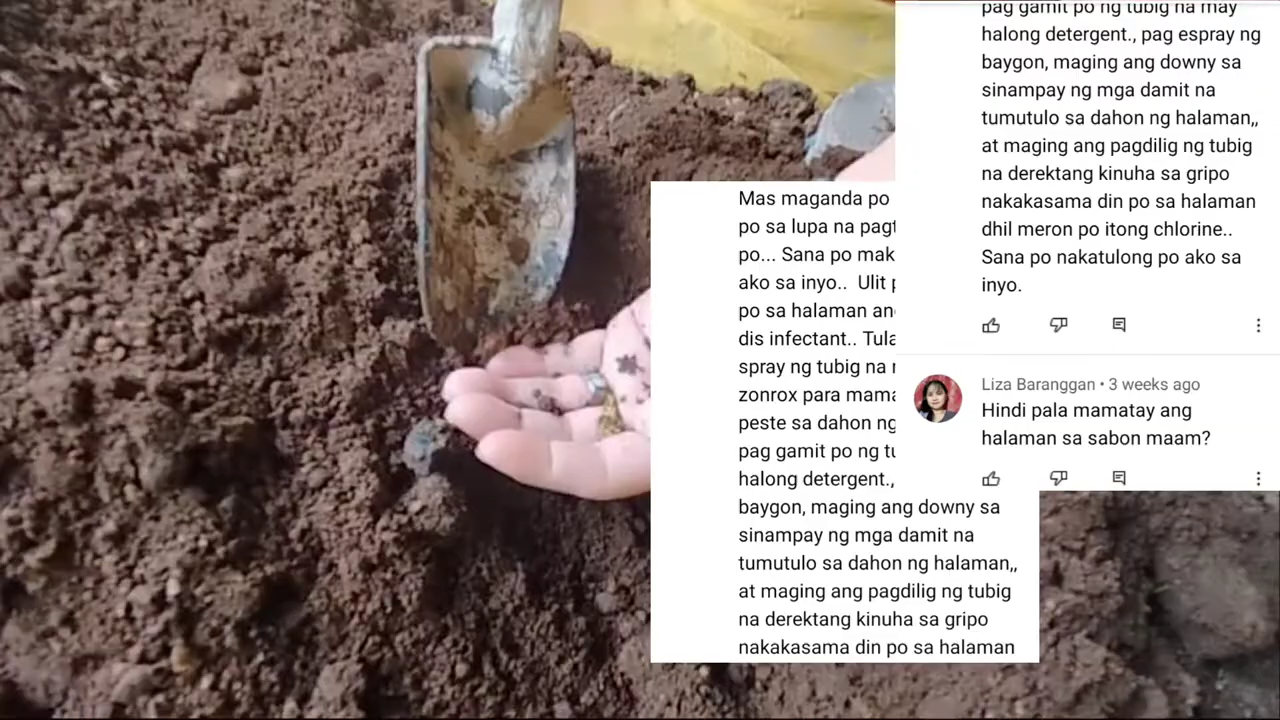 Mas maganda po
po sa lupa na
po... Sana po
ako sa inyo.. Ulit
po sa halaman
dis infectant..
spray ng tubig na
zonrox para
peste sa dahon ng
pag gamit po ng
halong detergent.,
baygon, maging ang downy sa
sinampay ng mga damit na
tumutulo sa dahon ng halaman,,
at maging ang pagdilig ng tubig
na derektang kinuha sa gripo
nakakasama din po sa halaman
pag gamit po ng tubig na may
halong detergent., pag espray ng
baygon, maging ang downy sa
sinampay ng mga damit na
tumutulo sa dahon ng halaman,,
at maging ang pagdilig ng tubig
na derektang kinuha sa gripo
nakakasama din po sa halaman
dhil meron po itong chlorine..
Sana po nakatulong po ako sa
inyo.
Liza Baranggan • 3 weeks ago
Hindi pala mamatay ang
halaman sa sabon maam?